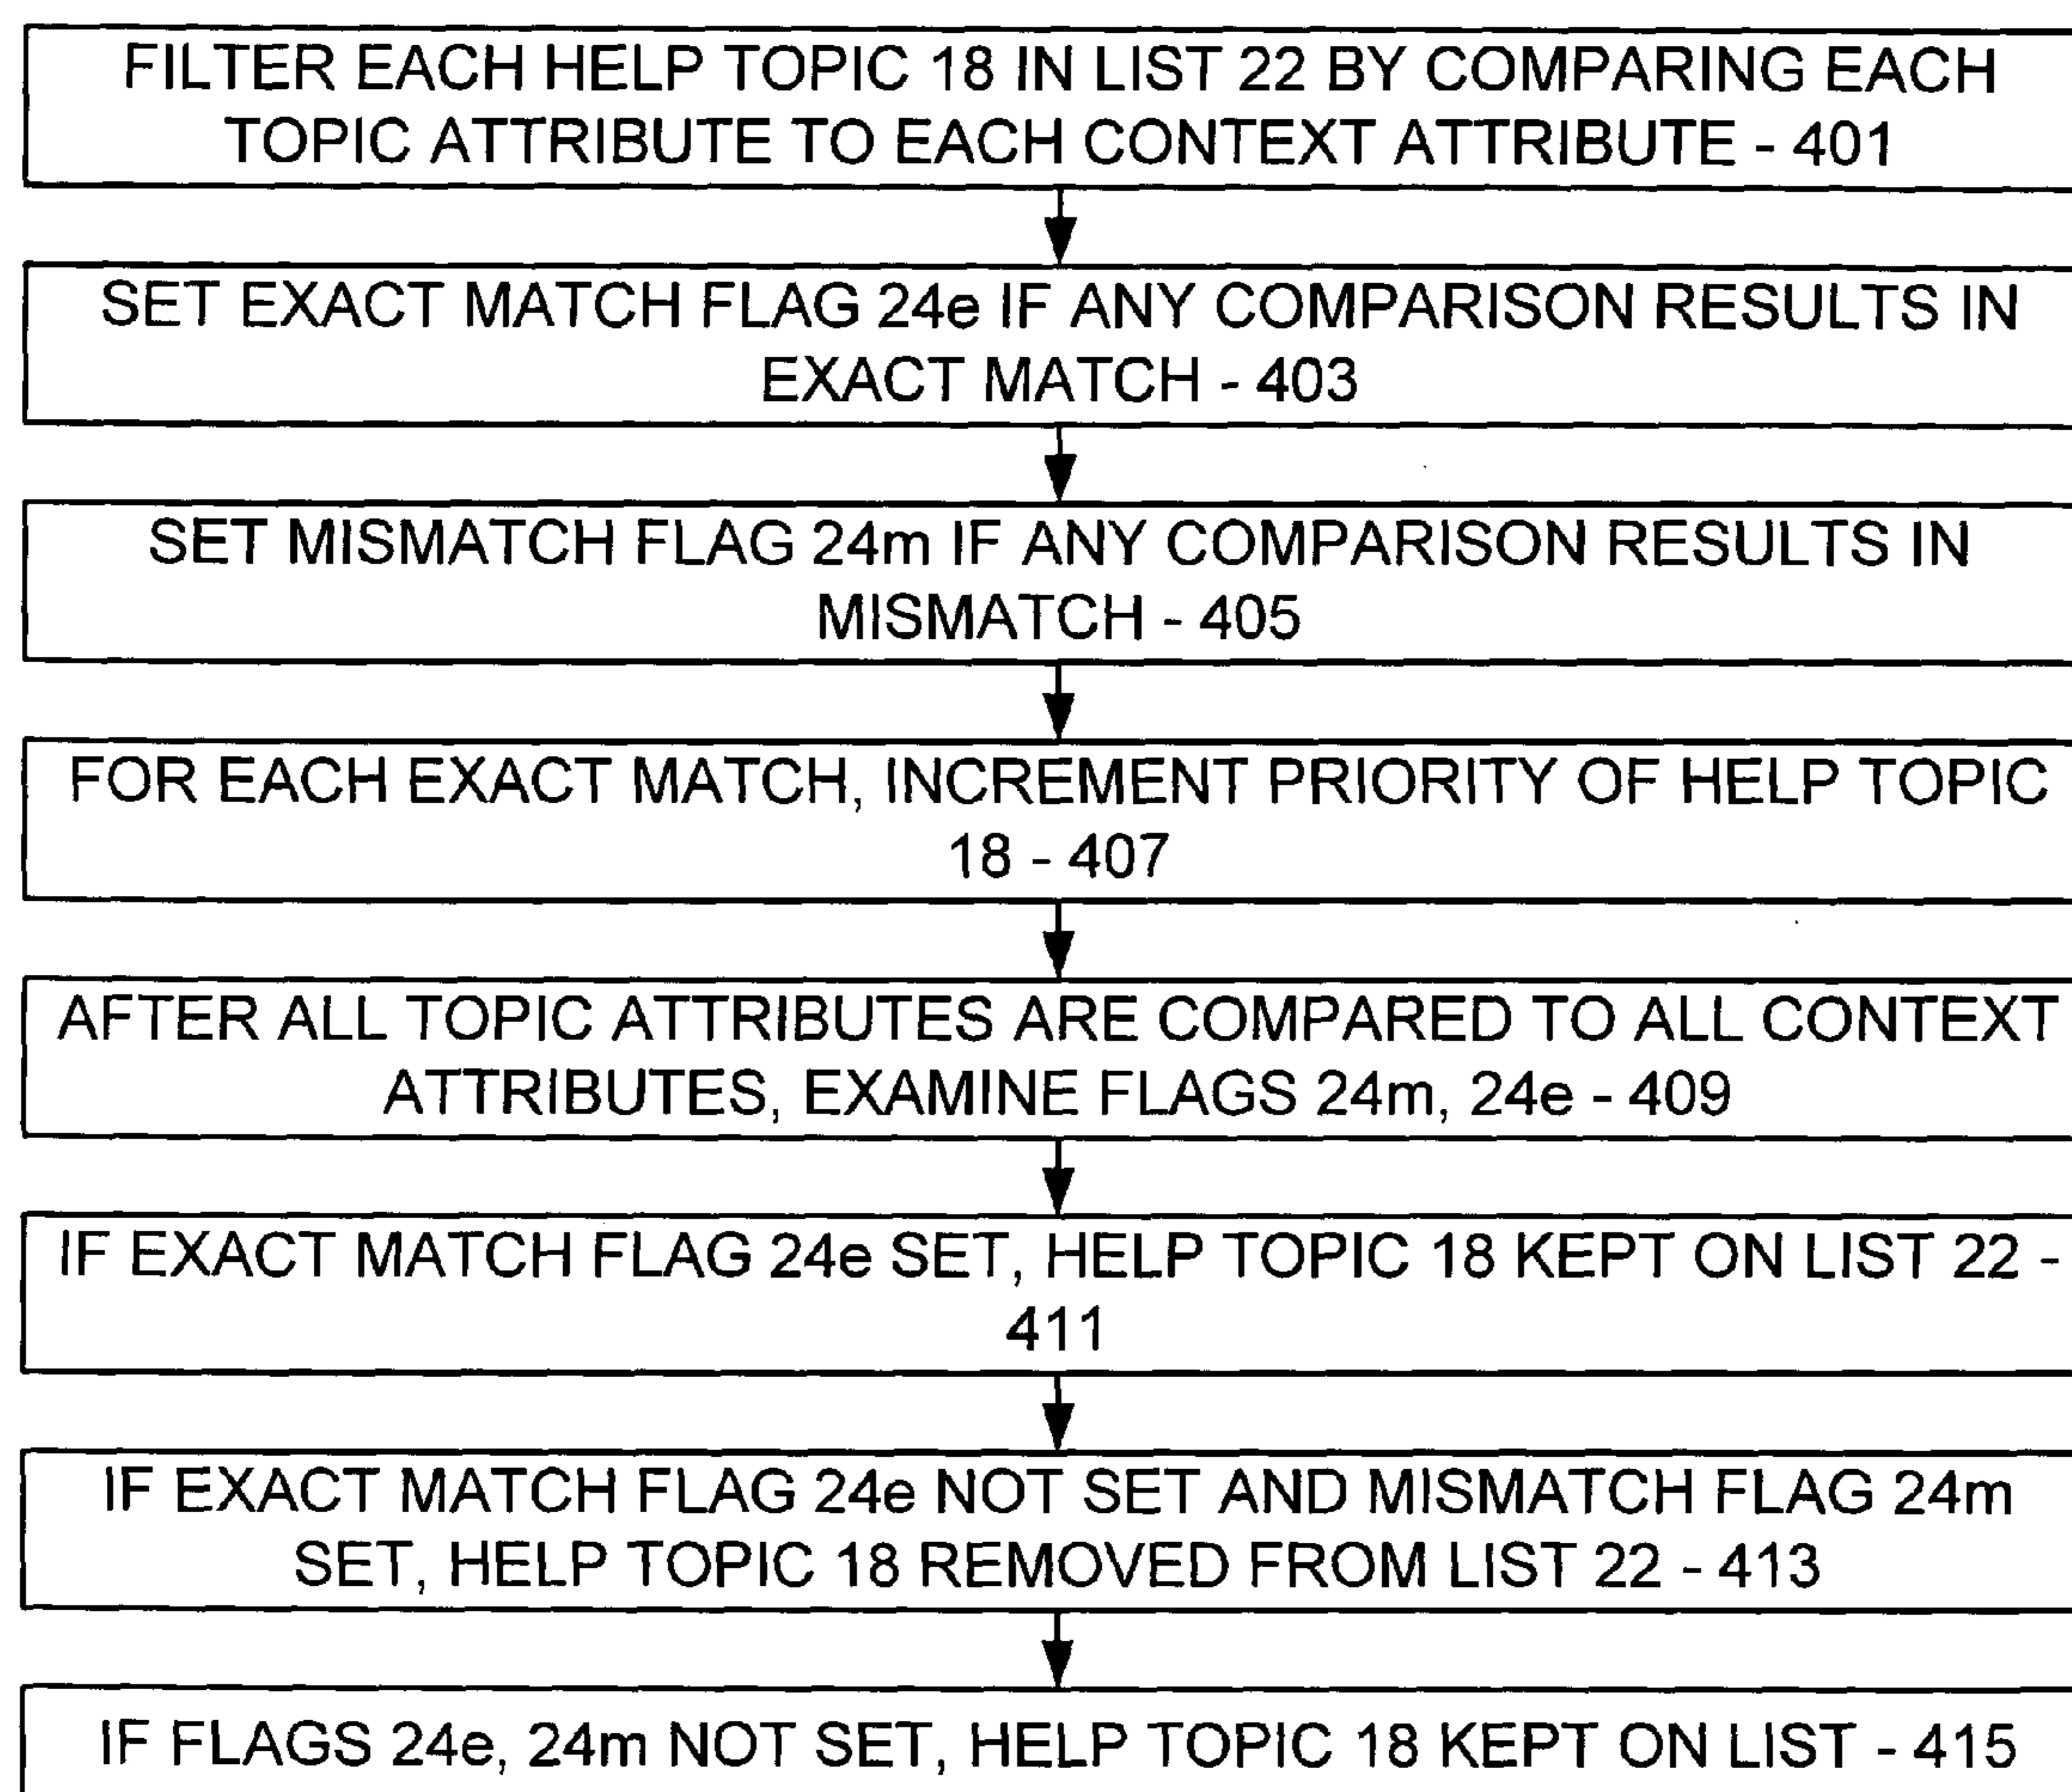 FILTER EACH HELP TOPIC 18 IN LIST 22 BY COMPARING EACH
TOPIC ATTRIBUTE TO EACH CONTEXT ATTRIBUTE - 401
SET EXACT MATCH FLAG 24e IF ANY COMPARISON RESULTS IN
EXACT MATCH - 403
SET MISMATCH FLAG 24m IF ANY COMPARISON RESULTS IN
MISMATCH - 405
FOR EACH EXACT MATCH, INCREMENT PRIORITY OF HELP TOPIC
18 - 407
AFTER ALL TOPIC ATTRIBUTES ARE COMPARED TO ALL CONTEXT
ATTRIBUTES, EXAMINE FLAGS 24m, 24e - 409
IF EXACT MATCH FLAG 24e SET, HELP TOPIC 18 KEPT ON LIST 22 -
411
IF EXACT MATCH FLAG 24e NOT SET AND MISMATCH FLAG 24m
SET, HELP TOPIC 18 REMOVED FROM LIST 22 - 413
IF FLAGS 24e, 24m NOT SET, HELP TOPIC 18 KEPT ON LIST - 415